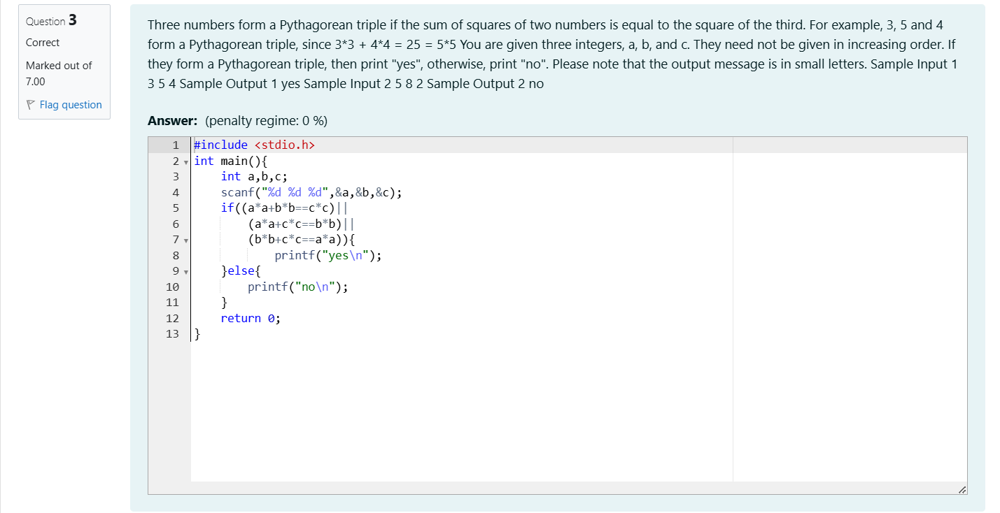 Question 3
Correct
Marked out of
7.00
Flag question
Three numbers form a Pythagorean triple if the sum of squares of two numbers is equal to the square of the third. For example, 3, 5 and 4
form a Pythagorean triple, since 3*3 + 4*4 = 25 = 5*5 You are given three integers, a, b, and c. They need not be given in increasing order. If
they form a Pythagorean triple, then print "yes", otherwise, print "no". Please note that the output message is in small letters. Sample Input 1
3 5 4 Sample Output 1 yes Sample Input 2 5 8 2 Sample Output 2 no
Answer: (penalty regime: 0 %)
1 #include <stdio.h>
2 int main(){
3     int a,b,c;
4     scanf("%d %d %d",&a,&b,&c);
5     if((a*a+b*b==c*c)||
6         (a*a+c*c==b*b)||
7         (b*b+c*c==a*a)){
8             printf("yes\n");
9     }else{
10         printf("no\n");
11     }
12     return 0;
13 }